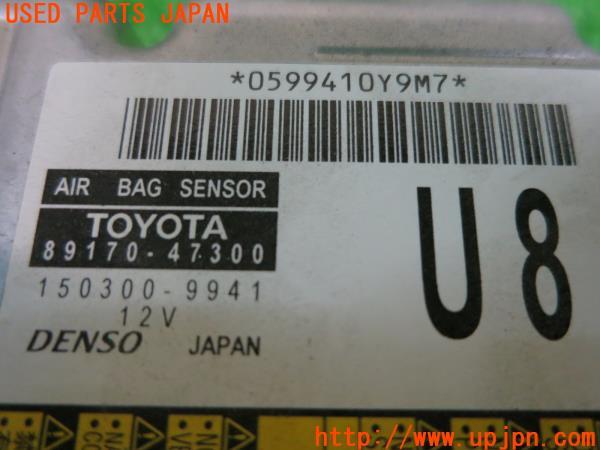 USED PARTS JAPAN
*0599410Y9M7*
AIR BAG SENSOR
TOYOTA
89170-47300
150300-9941
12V
DENSO JAPAN
U8
https://www.upjpn.com/